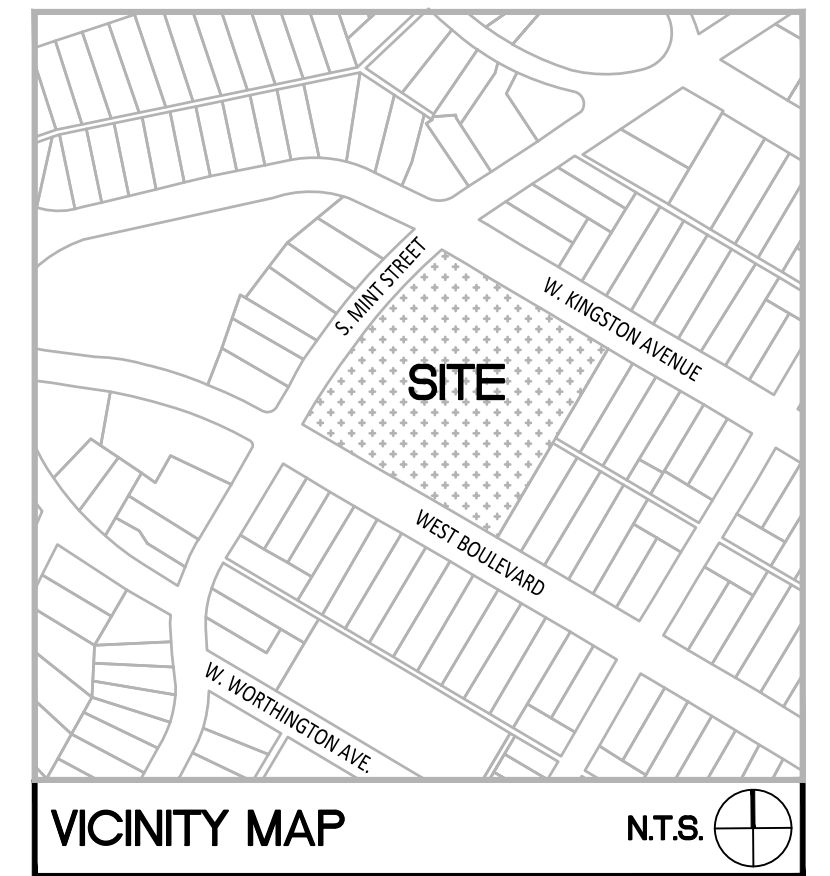 S. MINT STREET
W. KINGSTON AVENUE
SITE
WEST BOULEVARD
W. WORTHINGTON AVE.
VICINITY MAP
N.T.S.